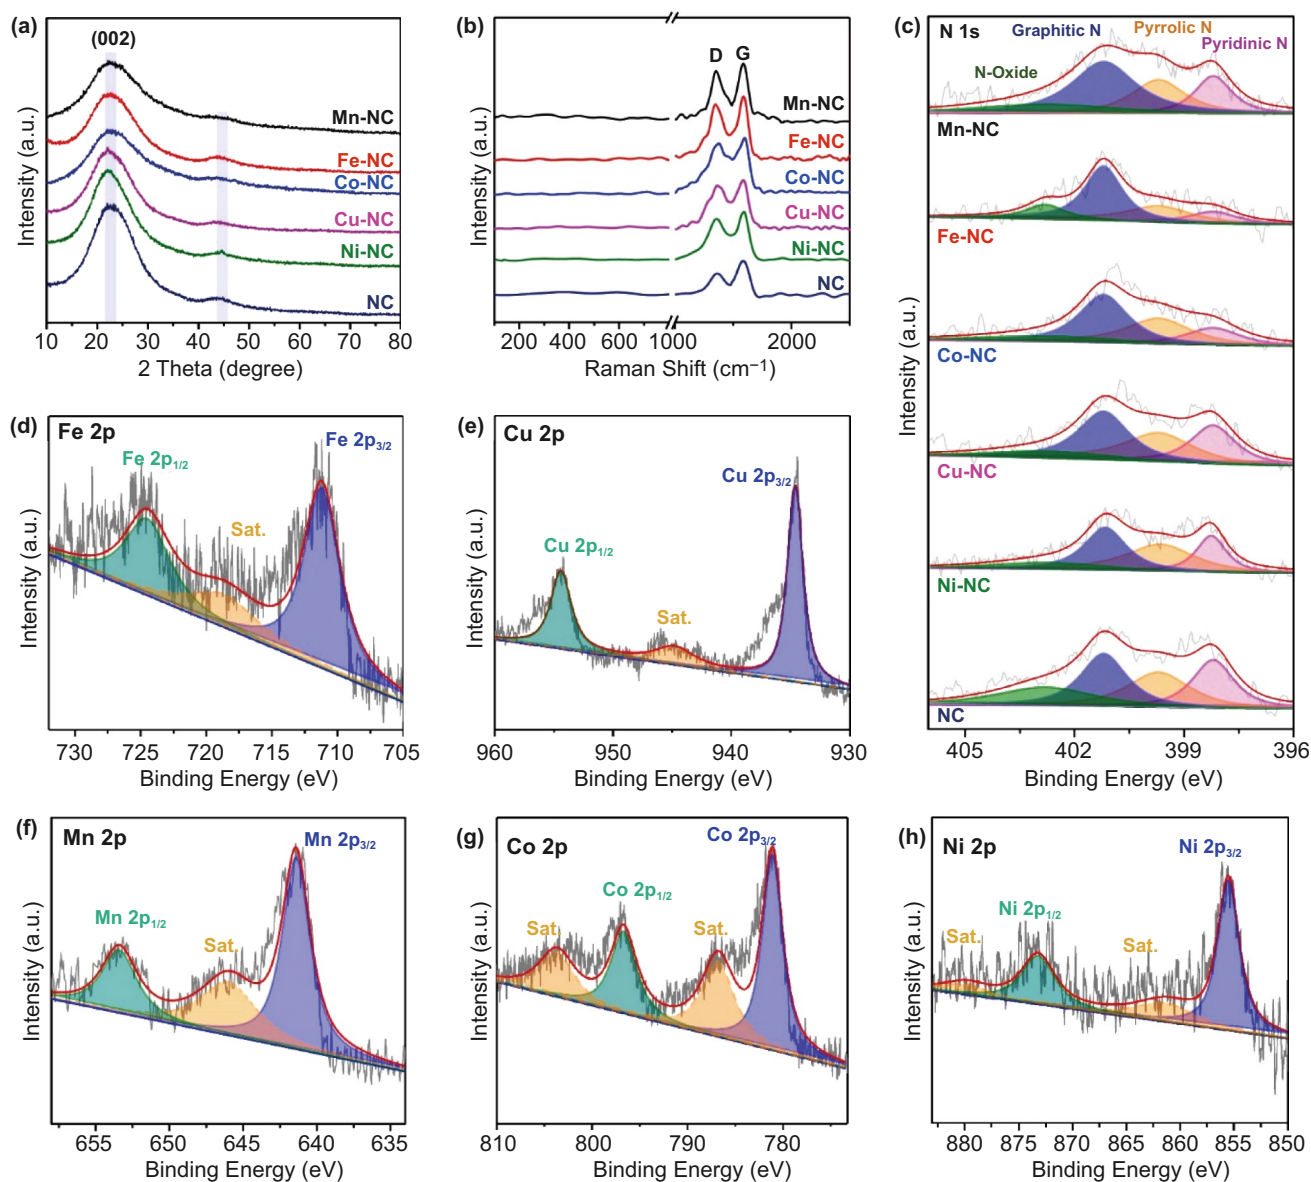 (a)
(002)
Mn-NC
Fe-NC
Co-NC
Cu-NC
Ni-NC
NC
Intensity (a.u.)
10 20 30 40 50 60 70 80
2 Theta (degree)
(b)
D G
Mn-NC
Fe-NC
Co-NC
Cu-NC
Ni-NC
NC
Intensity (a.u.)
200 400 600 1000 2000
Raman Shift (cm⁻¹)
(c)
N 1s
Graphitic N
Pyrrolic N
Pyridinic N
N-Oxide
Mn-NC
Fe-NC
Co-NC
Cu-NC
Ni-NC
NC
Intensity (a.u.)
405 402 399 396
Binding Energy (eV)
(d)
Fe 2p
Fe 2p₁/₂
Sat.
Fe 2p₃/₂
Intensity (a.u.)
730 725 720 715 710 705
Binding Energy (eV)
(e)
Cu 2p
Cu 2p₁/₂
Sat.
Cu 2p₃/₂
Intensity (a.u.)
960 950 940 930
Binding Energy (eV)
(f)
Mn 2p
Mn 2p₁/₂
Sat.
Mn 2p₃/₂
Intensity (a.u.)
655 650 645 640 635
Binding Energy (eV)
(g)
Co 2p
Sat.
Co 2p₁/₂
Sat.
Co 2p₃/₂
Intensity (a.u.)
810 800 790 780
Binding Energy (eV)
(h)
Ni 2p
Sat.
Ni 2p₁/₂
Sat.
Ni 2p₃/₂
Intensity (a.u.)
880 875 870 865 860 855 850
Binding Energy (eV)